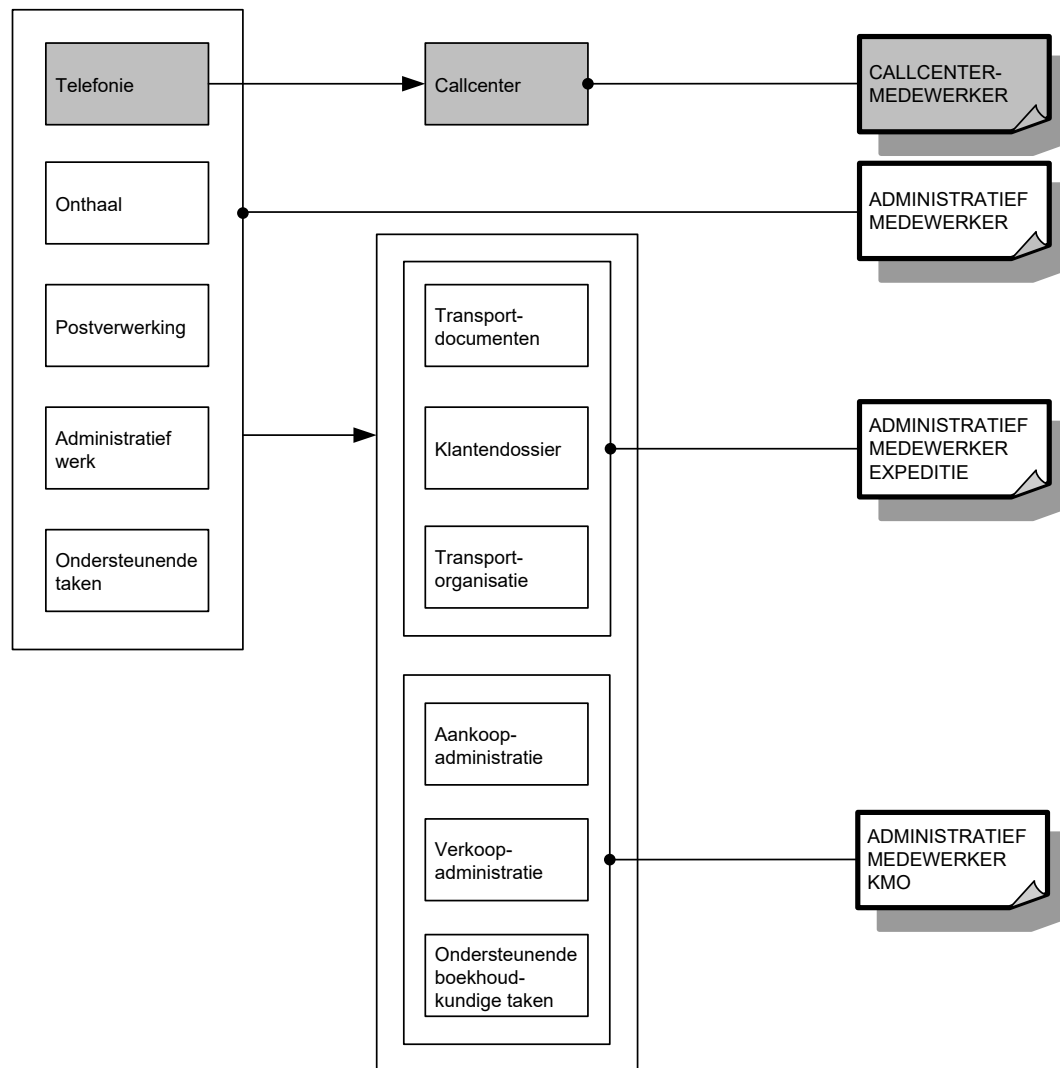 Telefonie
Callcenter
CALLCENTER-
MEDEWERKER
Onthaal
ADMINISTRATIEF
MEDEWERKER
Postverwerking
Transport-
documenten
Administratief
werk
Klantendossier
ADMINISTRATIEF
MEDEWERKER
EXPEDITIE
Ondersteunende
taken
Transport-
organisatie
Aankoop-
administratie
Verkoop-
administratie
ADMINISTRATIEF
MEDEWERKER
KMO
Ondersteunende
boekhoud-
kundige taken